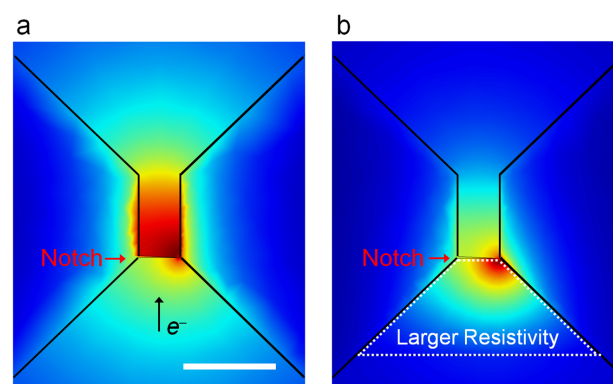 a
b
Notch
e⁻
Notch
Larger Resistivity